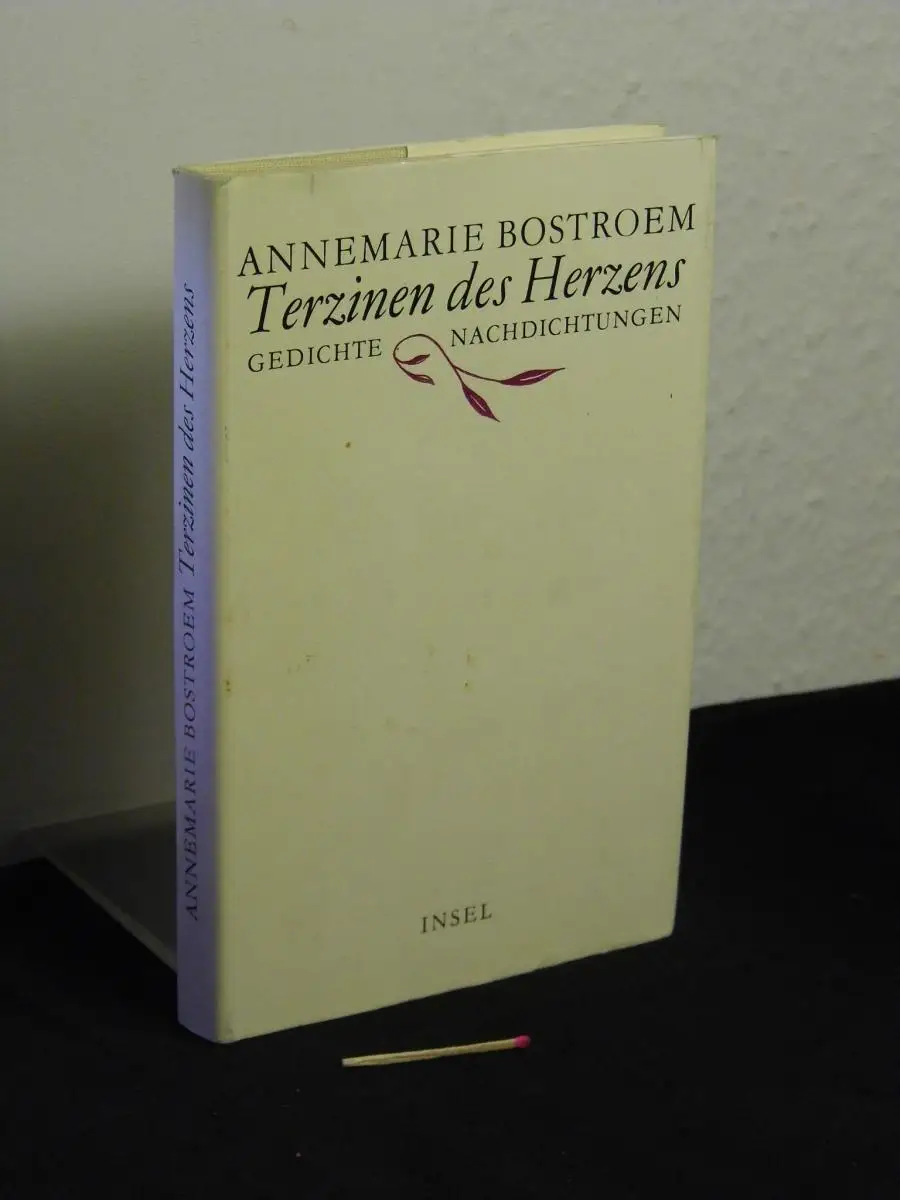 ANNEMARIE BOSTROEM
Terzinen des Herzens
GEDICHTE NACHDICHTUNGEN
INSEL
ANNEMARIE BOSTROEM Terzinen des Herzens